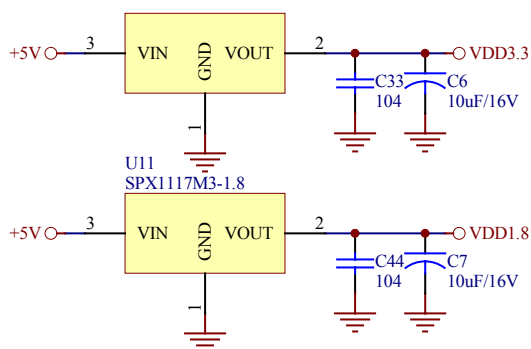 +5V 3 VIN GND VOUT 2 VDD3.3
1
C33 C6
104 10uF/16V
U11
SPX1117M3-1.8
+5V 3 VIN GND VOUT 2 VDD1.8
1
C44 C7
104 10uF/16V